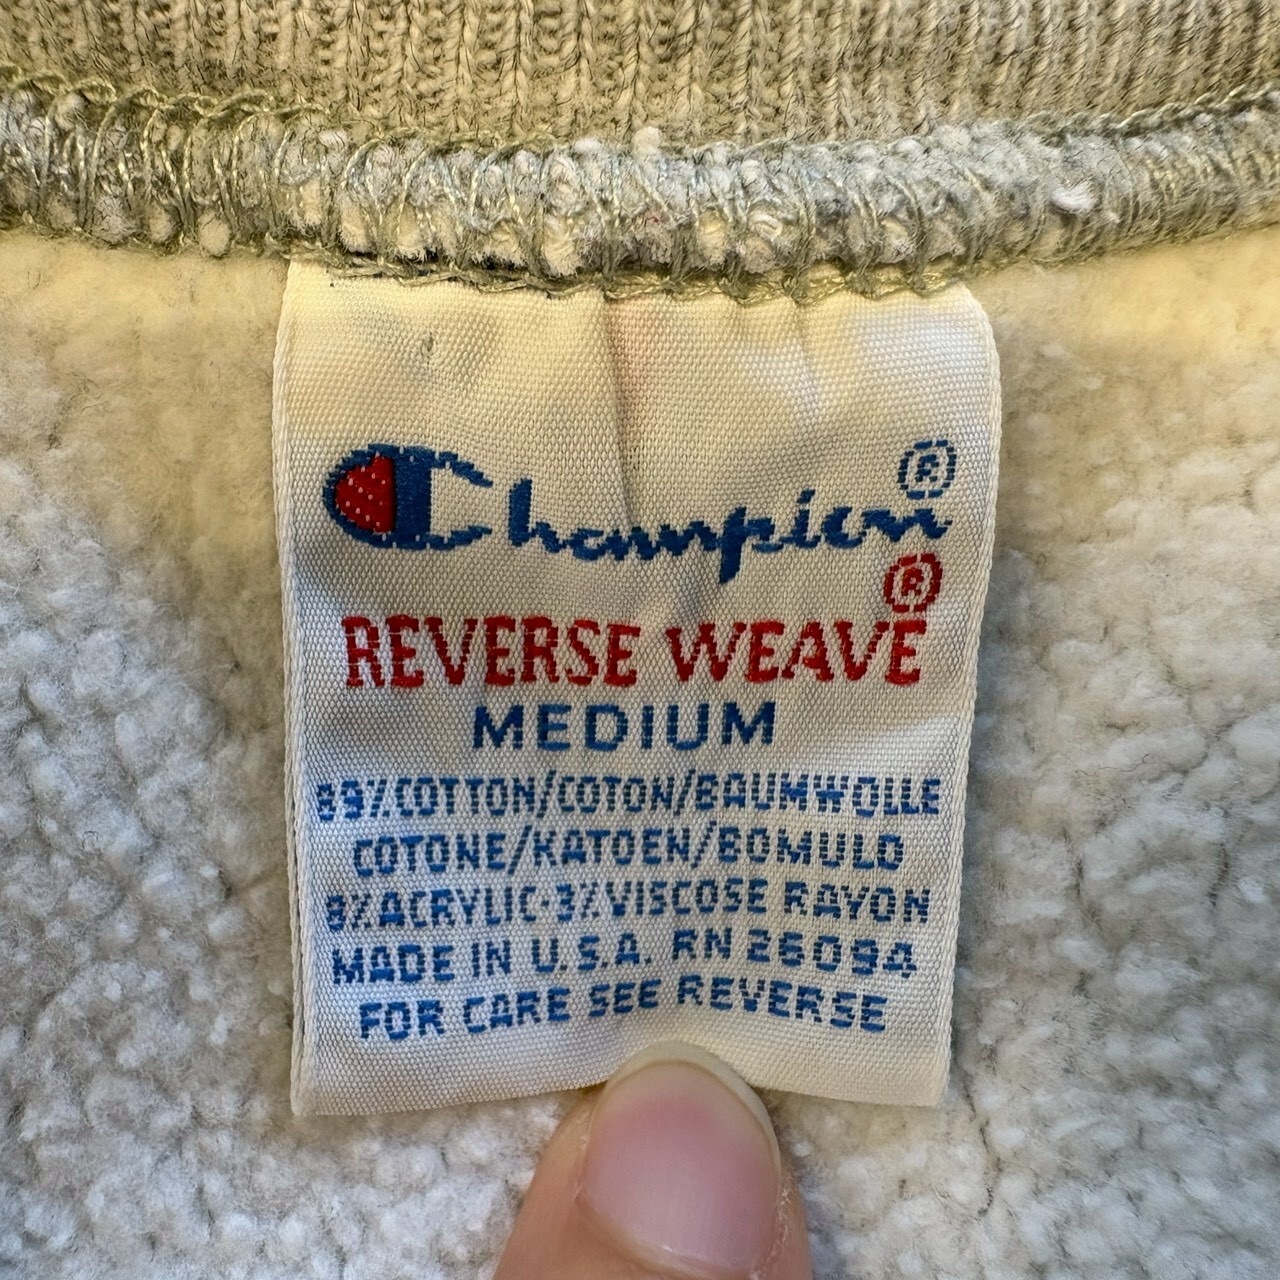 Champion®
REVERSE WEAVE®
MEDIUM
89% COTTON/COTON/BAUMWOLLE
COTONE/KATOEN/BOMULD
8% ACRYLIC·3% VISCOSE RAYON
MADE IN U.S.A. RN 26094
FOR CARE SEE REVERSE